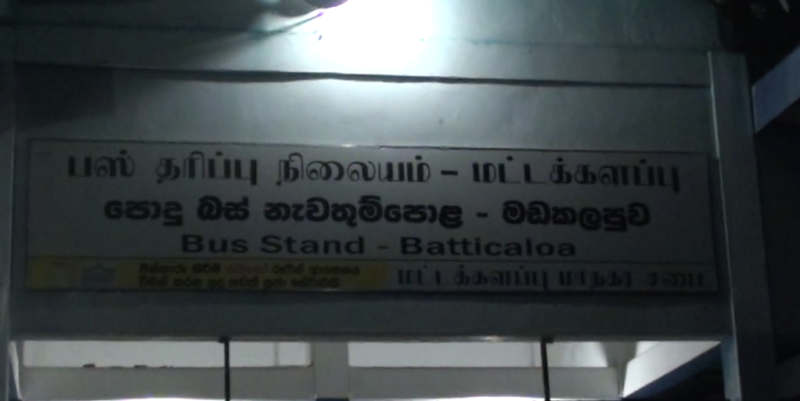 பஸ் தரிப்பு நிலையம் - மட்டக்களப்பு
පොදු බස් නැවතුම්පොළ - මඩකලපුව
Bus Stand - Batticaloa
மட்டக்களப்பு மாநகர சபை